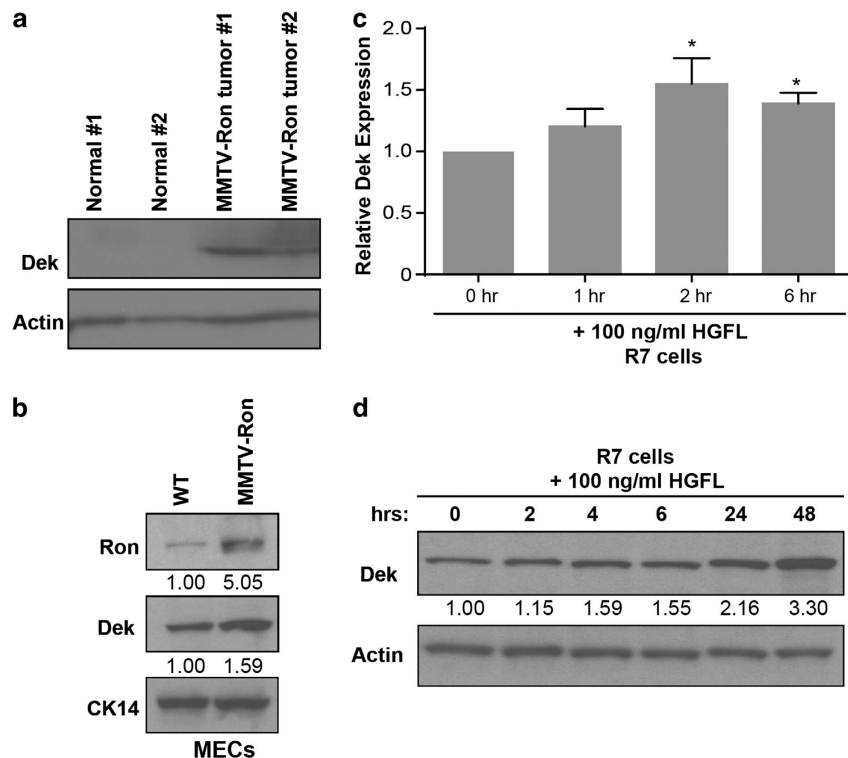 a
Normal #1
Normal #2
MMTV-Ron tumor #1
MMTV-Ron tumor #2
Dek
Actin
b
WT
MMTV-Ron
Ron
1.00 5.05
Dek
1.00 1.59
CK14
MECs
c
Relative Dek Expression
2.0
1.5
1.0
0.5
0
*
*
0 hr 1 hr 2 hr 6 hr
+ 100 ng/ml HGFL
R7 cells
d
R7 cells
+ 100 ng/ml HGFL
hrs: 0 2 4 6 24 48
Dek
1.00 1.15 1.59 1.55 2.16 3.30
Actin